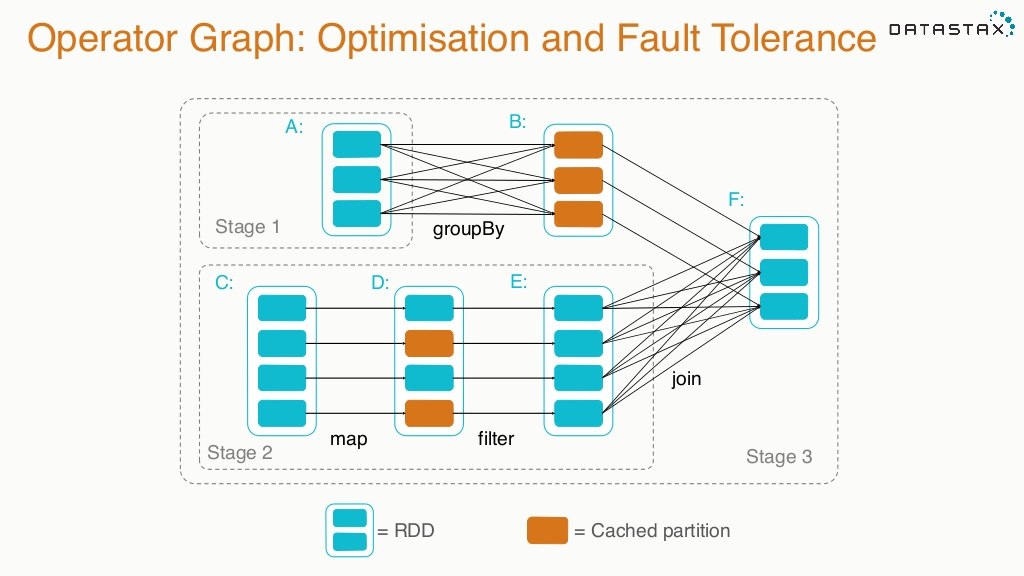 Operator Graph: Optimisation and Fault Tolerance
DATASTAX
A:
B:
Stage 1
groupBy
F:
C:
D:
E:
join
map
filter
Stage 2
Stage 3
= RDD
= Cached partition